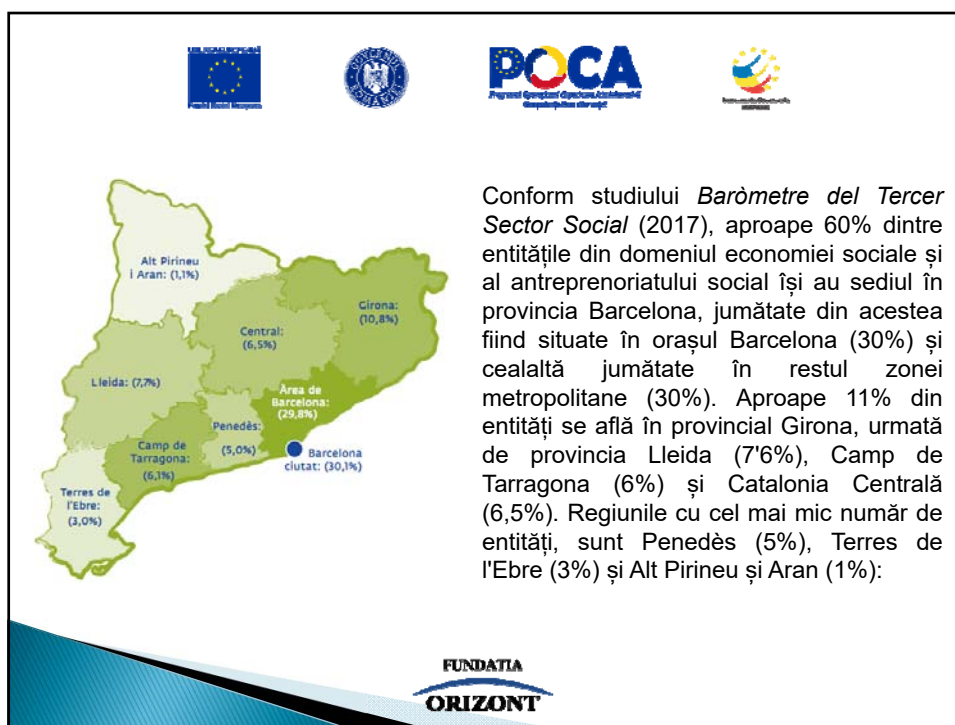 POCA
Alt Pirineu
i Aran: (1,1%)
Girona:
(10,8%)
Central:
(6,5%)
Lleida: (7,7%)
Àrea de
Barcelona:
(29,8%)
Penedès:
(5,0%)
Camp de
Tarragona:
(6,1%)
Barcelona
ciutat: (30,1%)
Terres de
l'Ebre:
(3,0%)
Conform studiului Baròmetre del Tercer
Sector Social (2017), aproape 60% dintre
entitățile din domeniul economiei sociale și
al antreprenoriatului social își au sediul în
provincia Barcelona, jumătate din acestea
fiind situate în orașul Barcelona (30%) și
cealaltă jumătate în restul zonei
metropolitane (30%). Aproape 11% din
entități se află în provincial Girona, urmată
de provincia Lleida (7'6%), Camp de
Tarragona (6%) și Catalonia Centrală
(6,5%). Regiunile cu cel mai mic număr de
entități, sunt Penedès (5%), Terres de
l'Ebre (3%) și Alt Pirineu și Aran (1%):
FUNDATIA
ORIZONT